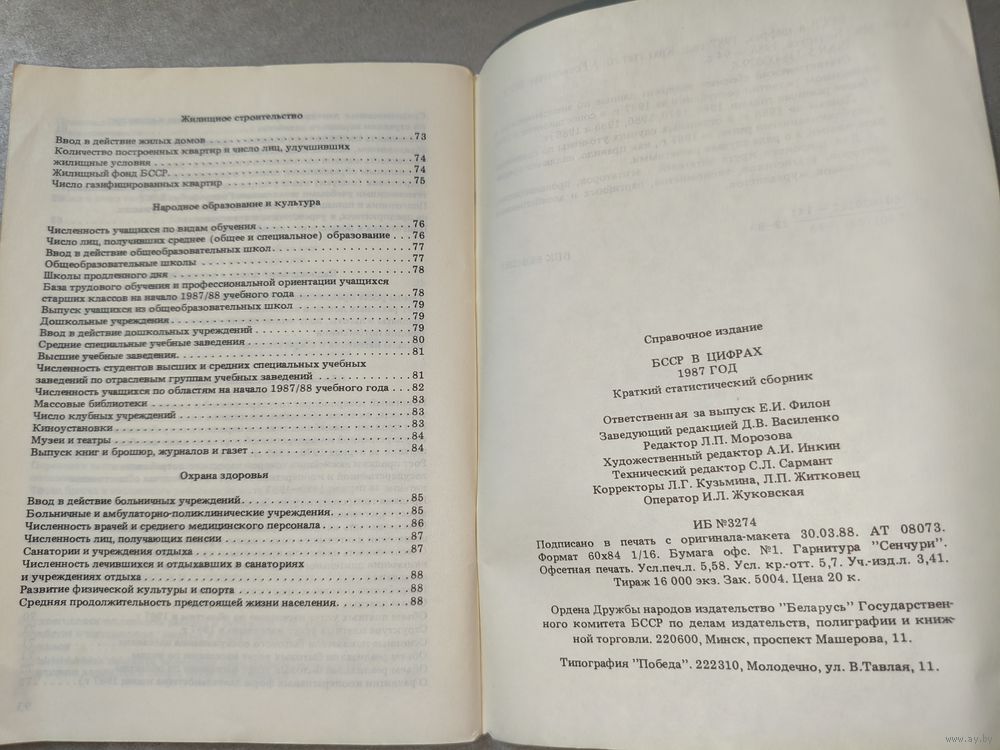 Жилищное строительство
Ввод в действие жилых домов . . . . . . . . . . . . . . . . . . . . . . . . . . . 73
Количество построенных квартир и число лиц, улучшивших
жилищные условия . . . . . . . . . . . . . . . . . . . . . . . . . . . . . . . . . . 74
Жилищный фонд БССР. . . . . . . . . . . . . . . . . . . . . . . . . . . . . . . . 74
Число газифицированных квартир . . . . . . . . . . . . . . . . . . . . . . . . 75
Народное образование и культура
Численность учащихся по видам обучения . . . . . . . . . . . . . . . . . . . 76
Число лиц, получивших среднее (общее и специальное) образование . . . 76
Ввод в действие общеобразовательных школ. . . . . . . . . . . . . . . . . . 77
Общеобразовательные школы . . . . . . . . . . . . . . . . . . . . . . . . . . . 77
Школы продленного дня . . . . . . . . . . . . . . . . . . . . . . . . . . . . . . 78
База трудового обучения и профессиональной ориентации учащихся
старших классов на начало 1987/88 учебного года . . . . . . . . . . . . . . 78
Выпуск учащихся из общеобразовательных школ . . . . . . . . . . . . . . . 79
Дошкольные учреждения. . . . . . . . . . . . . . . . . . . . . . . . . . . . . . 79
Ввод в действие дошкольных учреждений . . . . . . . . . . . . . . . . . . . 79
Средние специальные учебные заведения . . . . . . . . . . . . . . . . . . . . 80
Высшие учебные заведения. . . . . . . . . . . . . . . . . . . . . . . . . . . . 81
Численность студентов высших и средних специальных учебных
заведений по отраслевым группам учебных заведений . . . . . . . . . . . . 81
Численность учащихся по областям на начало 1987/88 учебного года . . . 82
Массовые библиотеки . . . . . . . . . . . . . . . . . . . . . . . . . . . . . . . . 83
Число клубных учреждений . . . . . . . . . . . . . . . . . . . . . . . . . . . . 83
Киноустановки . . . . . . . . . . . . . . . . . . . . . . . . . . . . . . . . . . . . 83
Музеи и театры . . . . . . . . . . . . . . . . . . . . . . . . . . . . . . . . . . . . 84
Выпуск книг и брошюр, журналов и газет . . . . . . . . . . . . . . . . . . . 84
Охрана здоровья
Ввод в действие больничных учреждений. . . . . . . . . . . . . . . . . . . . 85
Больничные и амбулаторно-поликлинические учреждения. . . . . . . . . . 85
Численность врачей и среднего медицинского персонала . . . . . . . . . . . 86
Численность лиц, получающих пенсии . . . . . . . . . . . . . . . . . . . . . . 87
Санатории и учреждения отдыха . . . . . . . . . . . . . . . . . . . . . . . . . 87
Численность лечившихся и отдыхавших в санаториях
и учреждениях отдыха . . . . . . . . . . . . . . . . . . . . . . . . . . . . . . . 88
Развитие физической культуры и спорта . . . . . . . . . . . . . . . . . . . . 88
Средняя продолжительность предстоящей жизни населения. . . . . . . . . 88
Справочное издание
БССР В ЦИФРАХ
1987 ГОД
Краткий статистический сборник
Ответственная за выпуск Е.И. Филон
Заведующий редакцией Д.В. Василенко
Редактор Л.П. Морозова
Художественный редактор А.И. Инкин
Технический редактор С.Л. Сармант
Корректоры Л.Г. Кузьмина, Л.П. Житковец
Оператор И.Л. Жуковская
ИБ №3274
Подписано в печать с оригинала-макета 30.03.88. АТ 08073.
Формат 60x84 1/16. Бумага офс. №1. Гарнитура "Сенчури".
Офсетная печать. Усл.печ.л. 5,58. Усл. кр.-отт. 5,7. Уч.-изд.л. 3,41.
Тираж 16 000 экз. Зак. 5004. Цена 20 к.
Ордена Дружбы народов издательство "Беларусь" Государствен-
ного комитета БССР по делам издательств, полиграфии и книж-
ной торговли. 220600, Минск, проспект Машерова, 11.
Типография "Победа". 222310, Молодечно, ул. В.Тавлая, 11.
www.ay.by